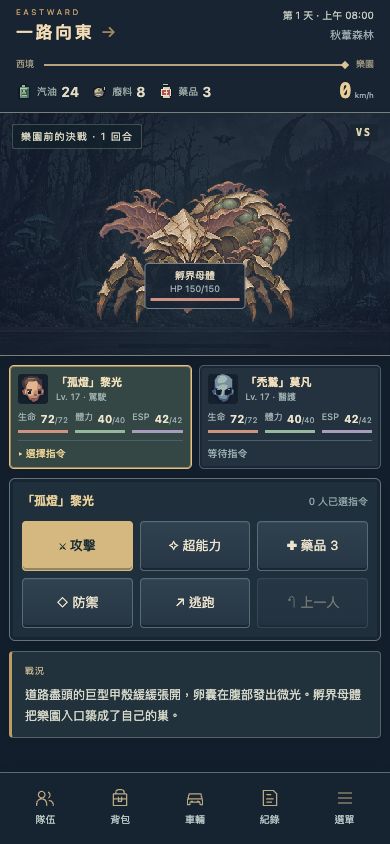 EASTWARD
一路向東 →
第 1 天 · 上午 08:00
秋葦森林
西境
樂園
汽油 24
廢料 8
藥品 3
0 km/h
樂園前的決戰 · 1 回合
VS
孵界母體
HP 150/150
「孤燈」黎光
Lv. 17 · 駕駛
生命 72/72
體力 40/40
ESP 42/42
▸ 選擇指令
「禿鷲」莫凡
Lv. 17 · 醫護
生命 72/72
體力 40/40
ESP 42/42
等待指令
「孤燈」黎光
0 人已選指令
⚔ 攻擊
✧ 超能力
✚ 藥品 3
◇ 防禦
↗ 逃跑
↰ 上一人
戰況
道路盡頭的巨型甲殼緩緩張開，卵囊在腹部發出微光。孵界母體
把樂園入口築成了自己的巢。
隊伍
背包
車輛
紀錄
選單